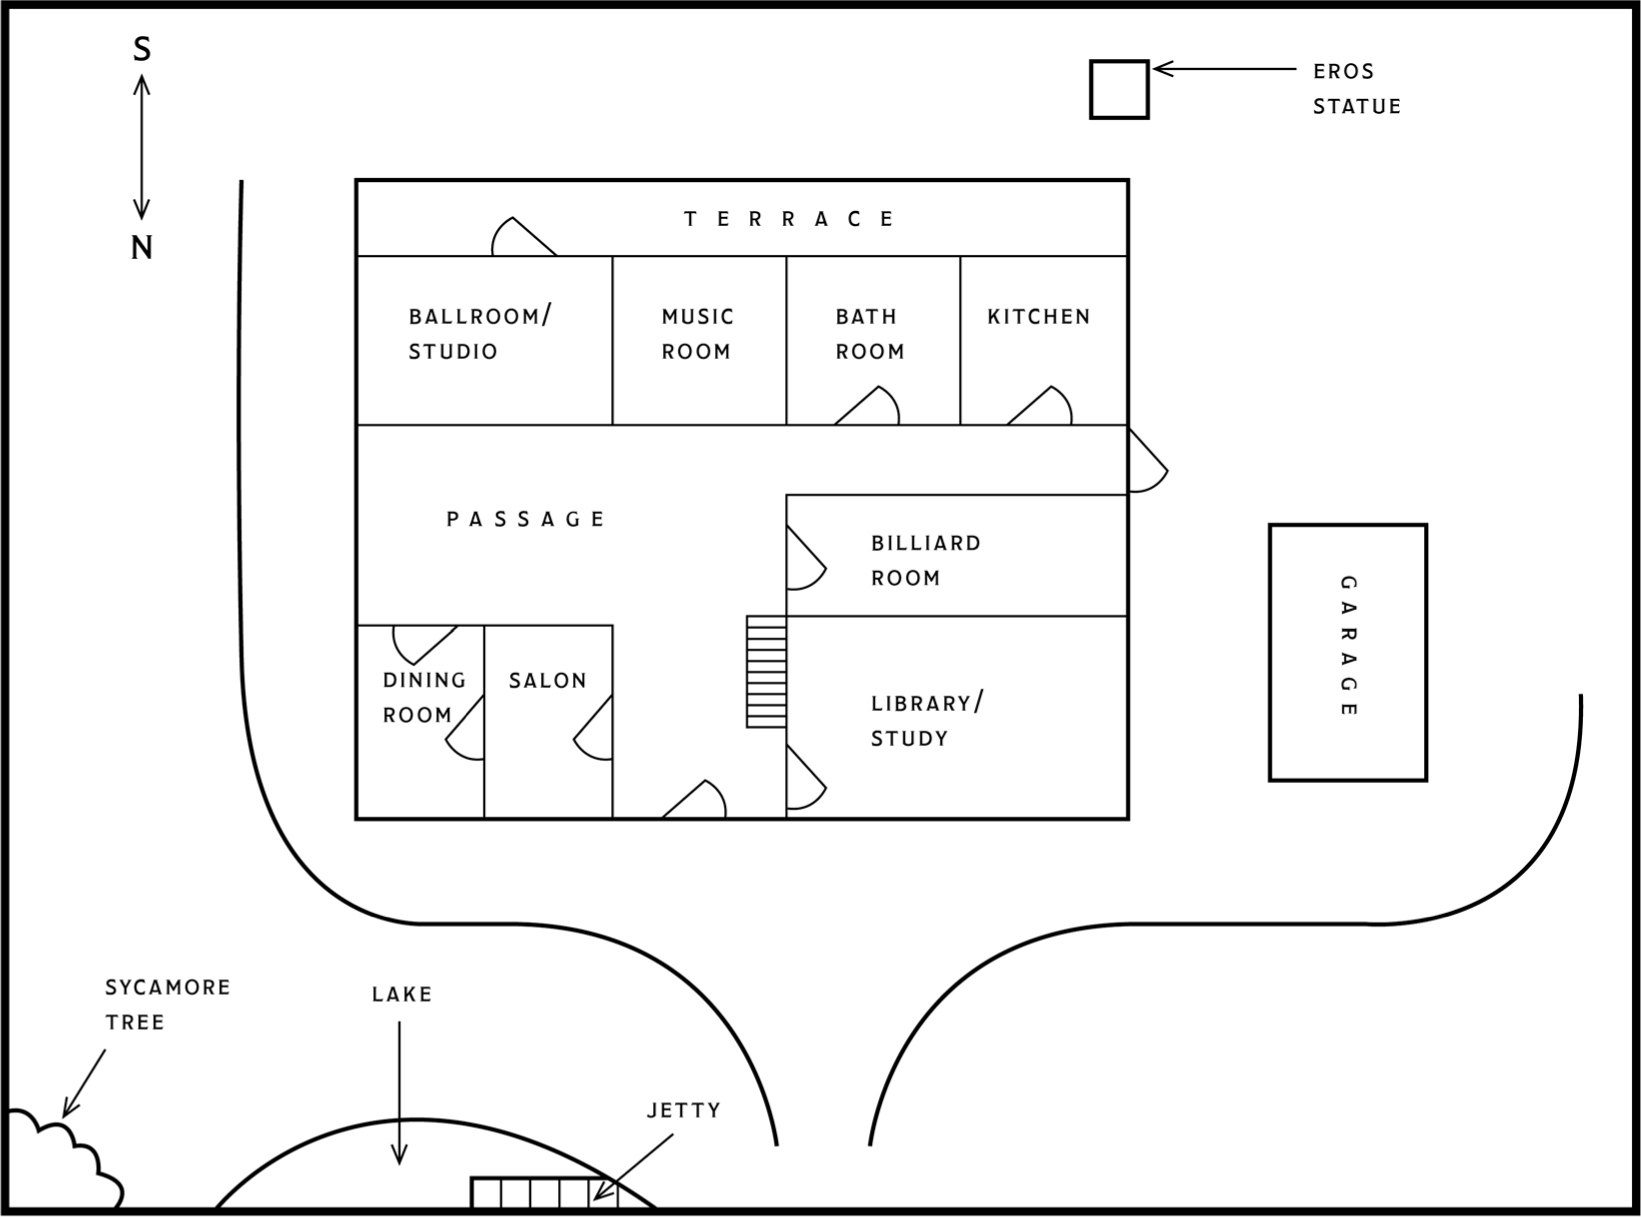 S
N
EROS
STATUE
TERRACE
BALLROOM/
STUDIO
MUSIC
ROOM
BATH
ROOM
KITCHEN
PASSAGE
BILLIARD
ROOM
GARAGE
DINING
ROOM
SALON
LIBRARY/
STUDY
SYCAMORE
TREE
LAKE
JETTY